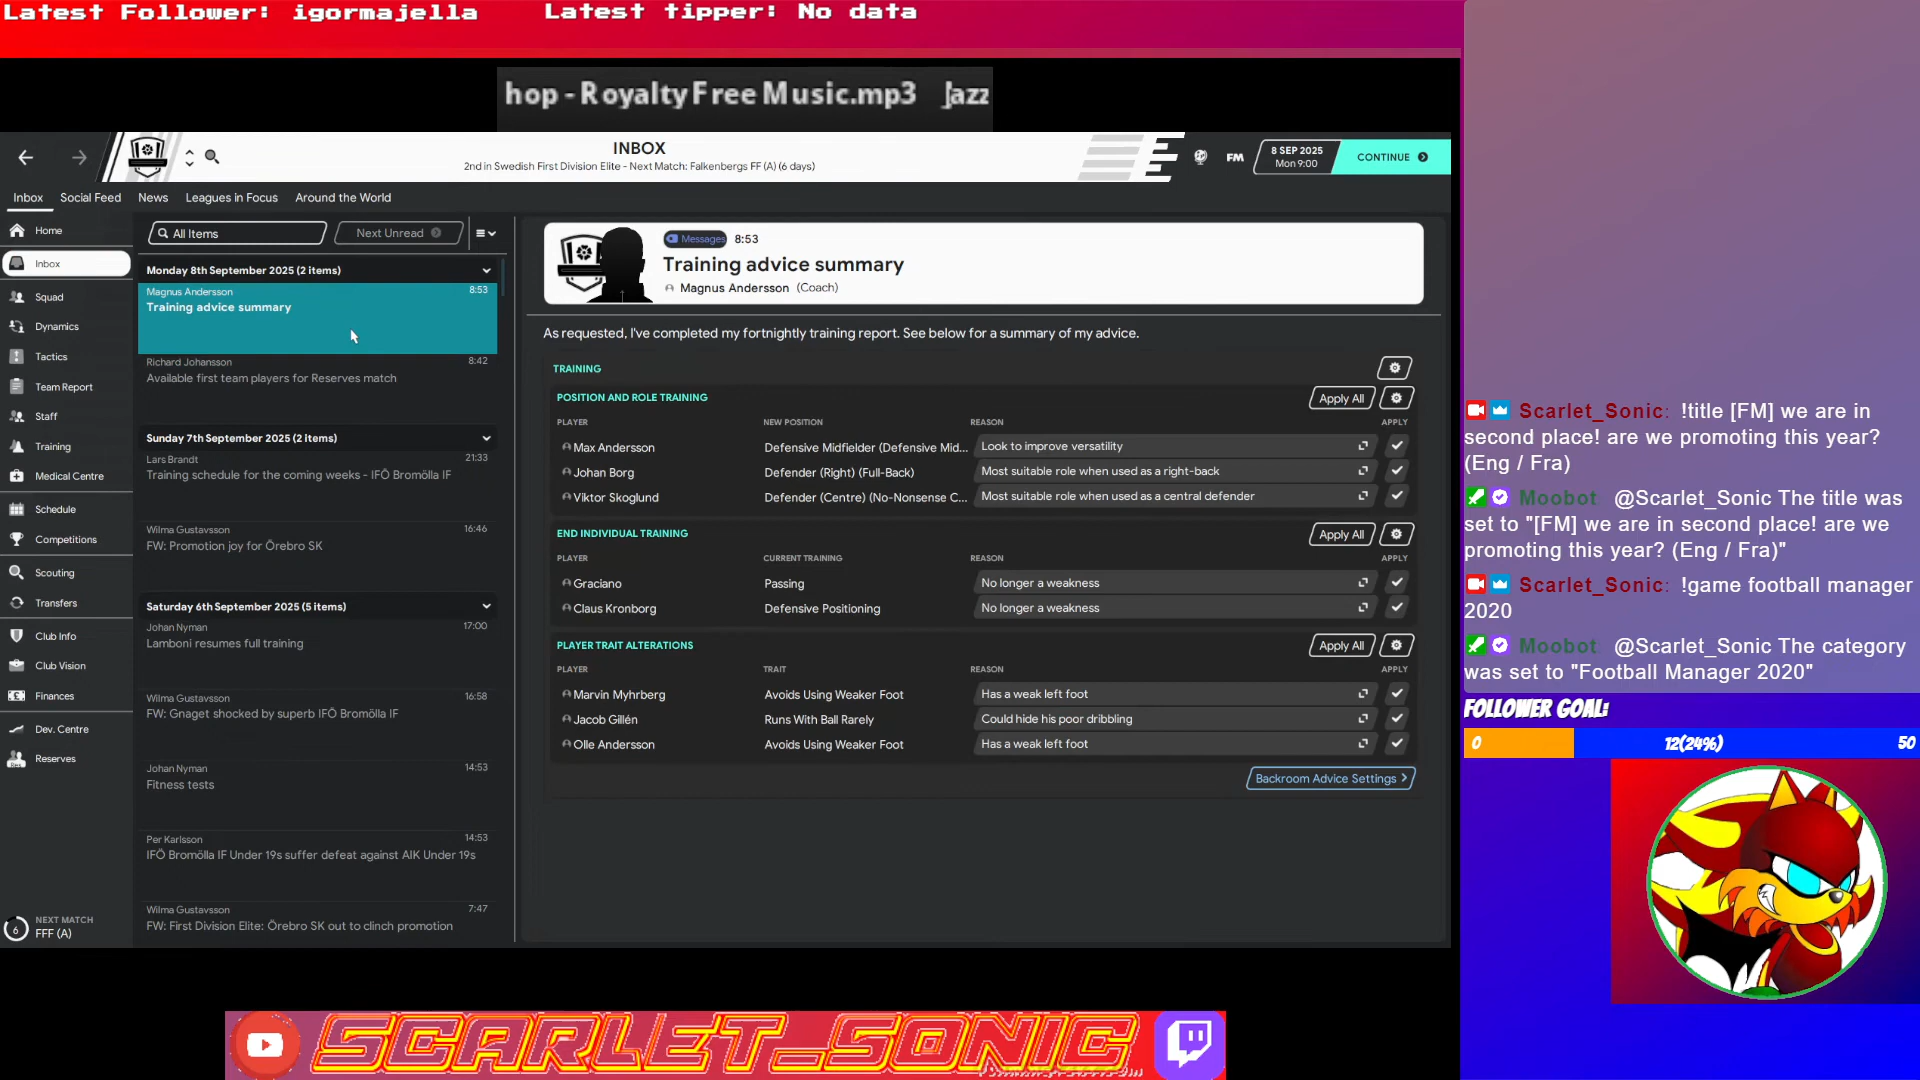 Latest Follower: igormajella
Latest tipper: No data
hop - Royalty Free Music.mp3 Jazz
INBOX
2nd in Swedish First Division Elite - Next Match: Falkenbergs FF (A) (6 days)
FM
8 SEP 2025
Mon 9:00
CONTINUE
Inbox
Social Feed
News
Leagues in Focus
Around the World
Home
Inbox
Squad
Dynamics
Tactics
Team Report
Staff
Training
Medical Centre
Schedule
Competitions
Scouting
Transfers
Club Info
Club Vision
Finances
Dev. Centre
Reserves
6
NEXT MATCH
FFF (A)
All Items
Next Unread
Monday 8th September 2025 (2 items)
Magnus Andersson 8:53
Training advice summary
Richard Johansson 8:42
Available first team players for Reserves match
Sunday 7th September 2025 (2 items)
Lars Brandt 21:33
Training schedule for the coming weeks - IFÖ Bromölla IF
Wilma Gustavsson 16:46
FW: Promotion joy for Örebro SK
Saturday 6th September 2025 (5 items)
Johan Nyman 17:00
Lamboni resumes full training
Wilma Gustavsson 16:58
FW: Gnaget shocked by superb IFÖ Bromölla IF
Johan Nyman 14:53
Fitness tests
Per Karlsson 14:53
IFÖ Bromölla IF Under 19s suffer defeat against AIK Under 19s
Wilma Gustavsson 7:47
FW: First Division Elite: Örebro SK out to clinch promotion
Messages 8:53
Training advice summary
Magnus Andersson (Coach)
As requested, I've completed my fortnightly training report. See below for a summary of my advice.
TRAINING
POSITION AND ROLE TRAINING Apply All
PLAYER NEW POSITION REASON APPLY
Max Andersson Defensive Midfielder (Defensive Mid... Look to improve versatility
Johan Borg Defender (Right) (Full-Back) Most suitable role when used as a right-back
Viktor Skoglund Defender (Centre) (No-Nonsense C... Most suitable role when used as a central defender
END INDIVIDUAL TRAINING Apply All
PLAYER CURRENT TRAINING REASON APPLY
Graciano Passing No longer a weakness
Claus Kronborg Defensive Positioning No longer a weakness
PLAYER TRAIT ALTERATIONS Apply All
PLAYER TRAIT REASON APPLY
Marvin Myhrberg Avoids Using Weaker Foot Has a weak left foot
Jacob Gillén Runs With Ball Rarely Could hide his poor dribbling
Olle Andersson Avoids Using Weaker Foot Has a weak left foot
Backroom Advice Settings
Scarlet_Sonic: !title [FM] we are in
second place! are we promoting this year?
(Eng / Fra)
Moobot: @Scarlet_Sonic The title was
set to "[FM] we are in second place! are we
promoting this year? (Eng / Fra)"
Scarlet_Sonic: !game football manager
2020
Moobot: @Scarlet_Sonic The category
was set to "Football Manager 2020"
FOLLOWER GOAL:
0 12(24%) 50
SCARLET_SONIC